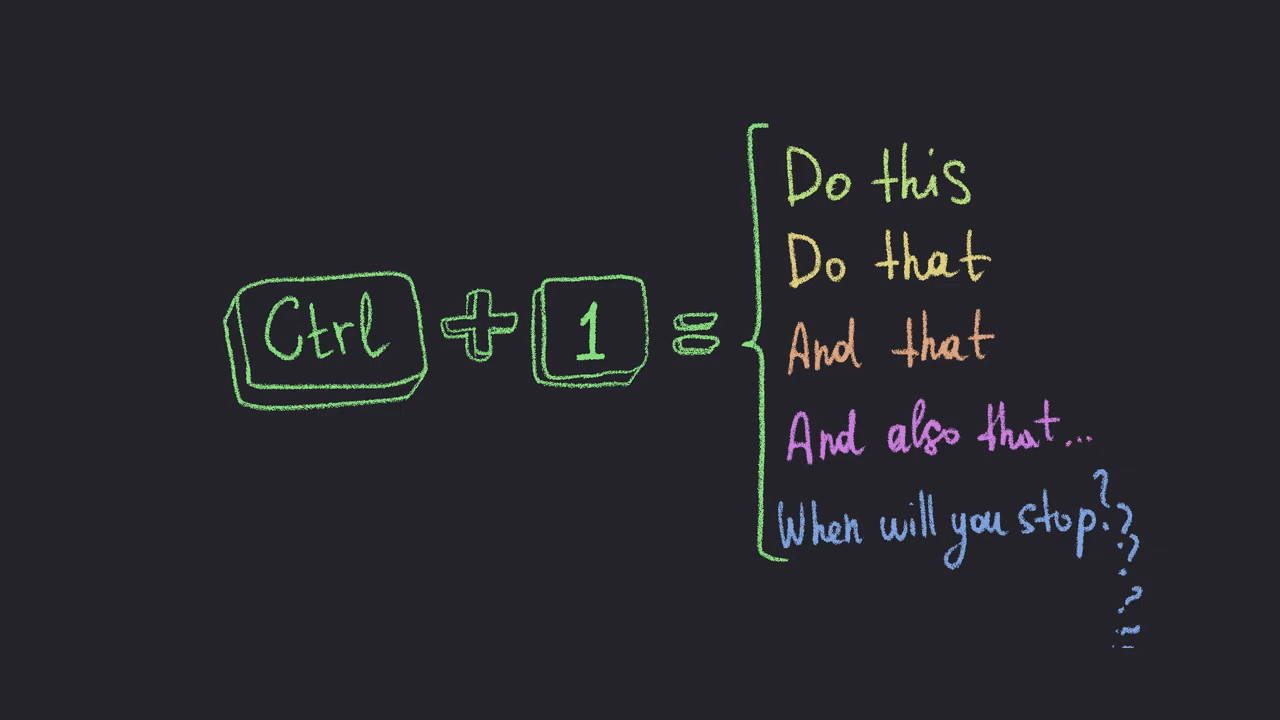 Ctrl + 1 =
Do this
Do that
And that
And also that...
When will you stop????